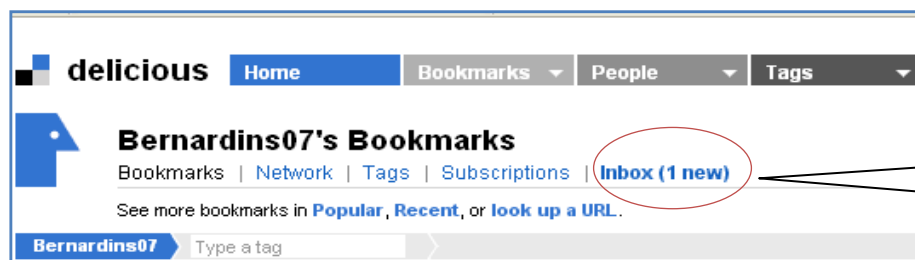 delicious Home Bookmarks People Tags
Bernardins07's Bookmarks
Bookmarks | Network | Tags | Subscriptions | Inbox (1 new)
See more bookmarks in Popular, Recent, or look up a URL.
Bernardins07 Type a tag